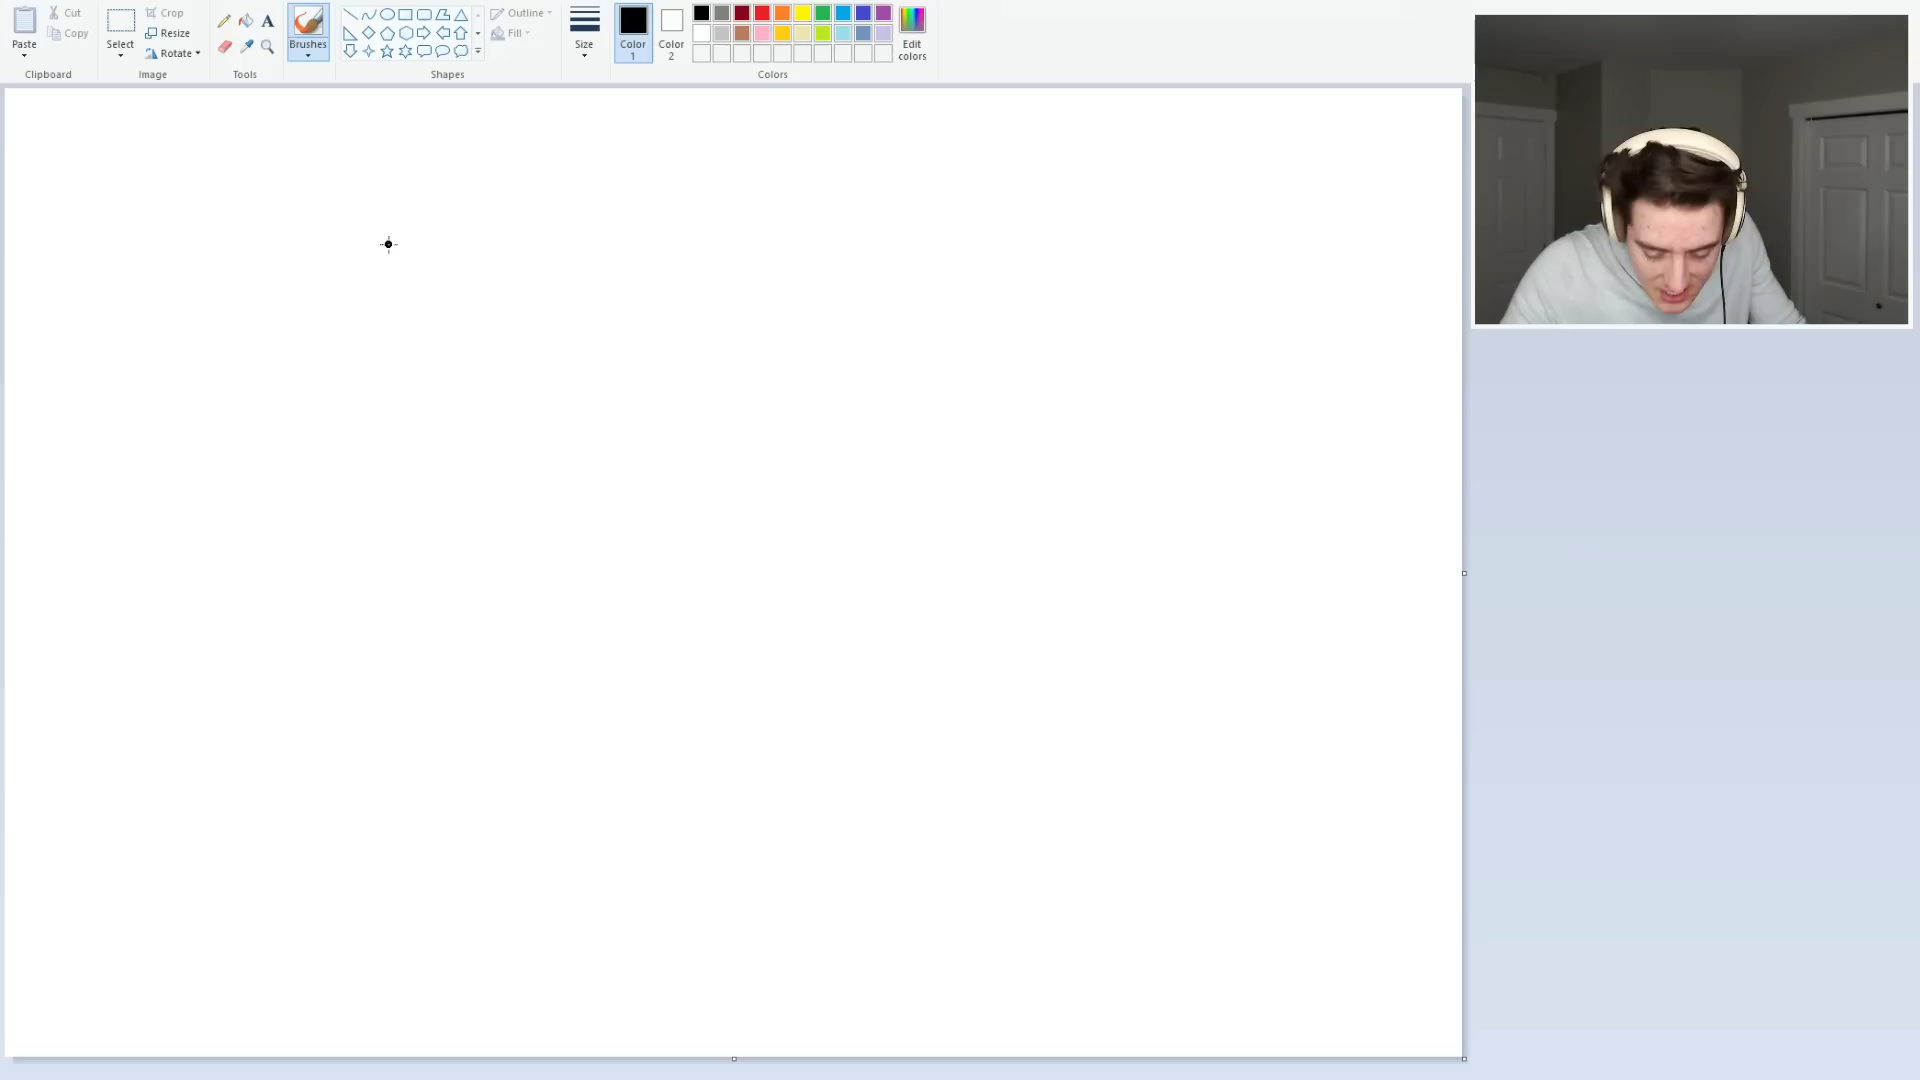 Paste
Cut
Copy
Clipboard
Select
Crop
Resize
Rotate
Image
A
Tools
Brushes
Outline
Fill
Shapes
Size
Color
1
Color
2
Edit
colors
Colors